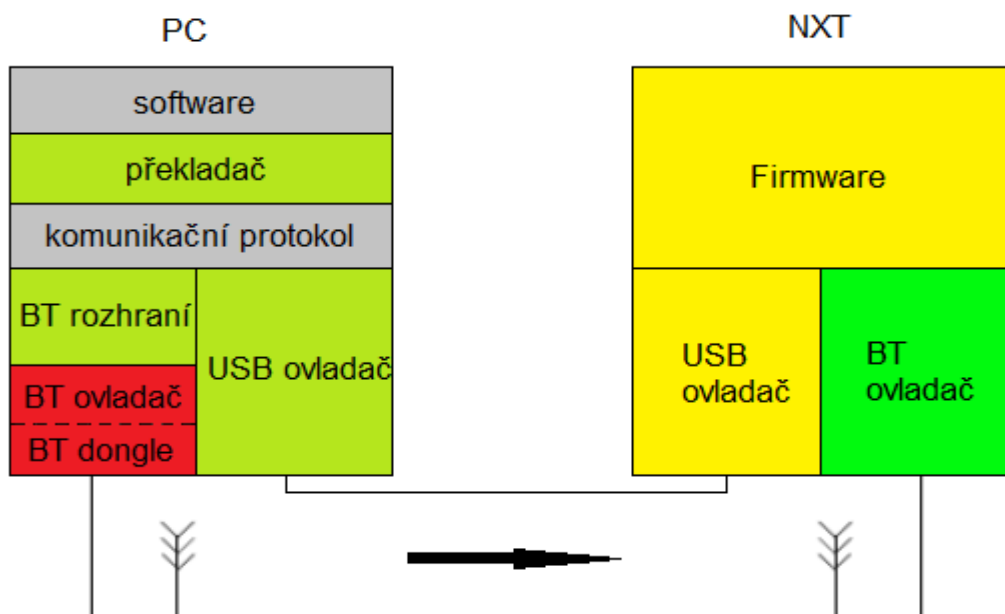 PC
software
překladač
komunikační protokol
BT rozhraní
USB ovladač
BT ovladač
BT dongle
NXT
Firmware
USB
ovladač
BT
ovladač